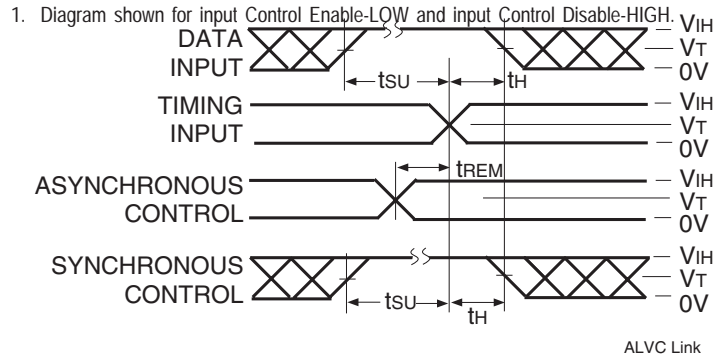 1. Diagram shown for input Control Enable-LOW and input Control Disable-HIGH.
DATA
INPUT
tSU
tH
VIH
VT
0V
TIMING
INPUT
VIH
VT
0V
tREM
ASYNCHRONOUS
CONTROL
VIH
VT
0V
SYNCHRONOUS
CONTROL
tSU
tH
VIH
VT
0V
ALVC Link